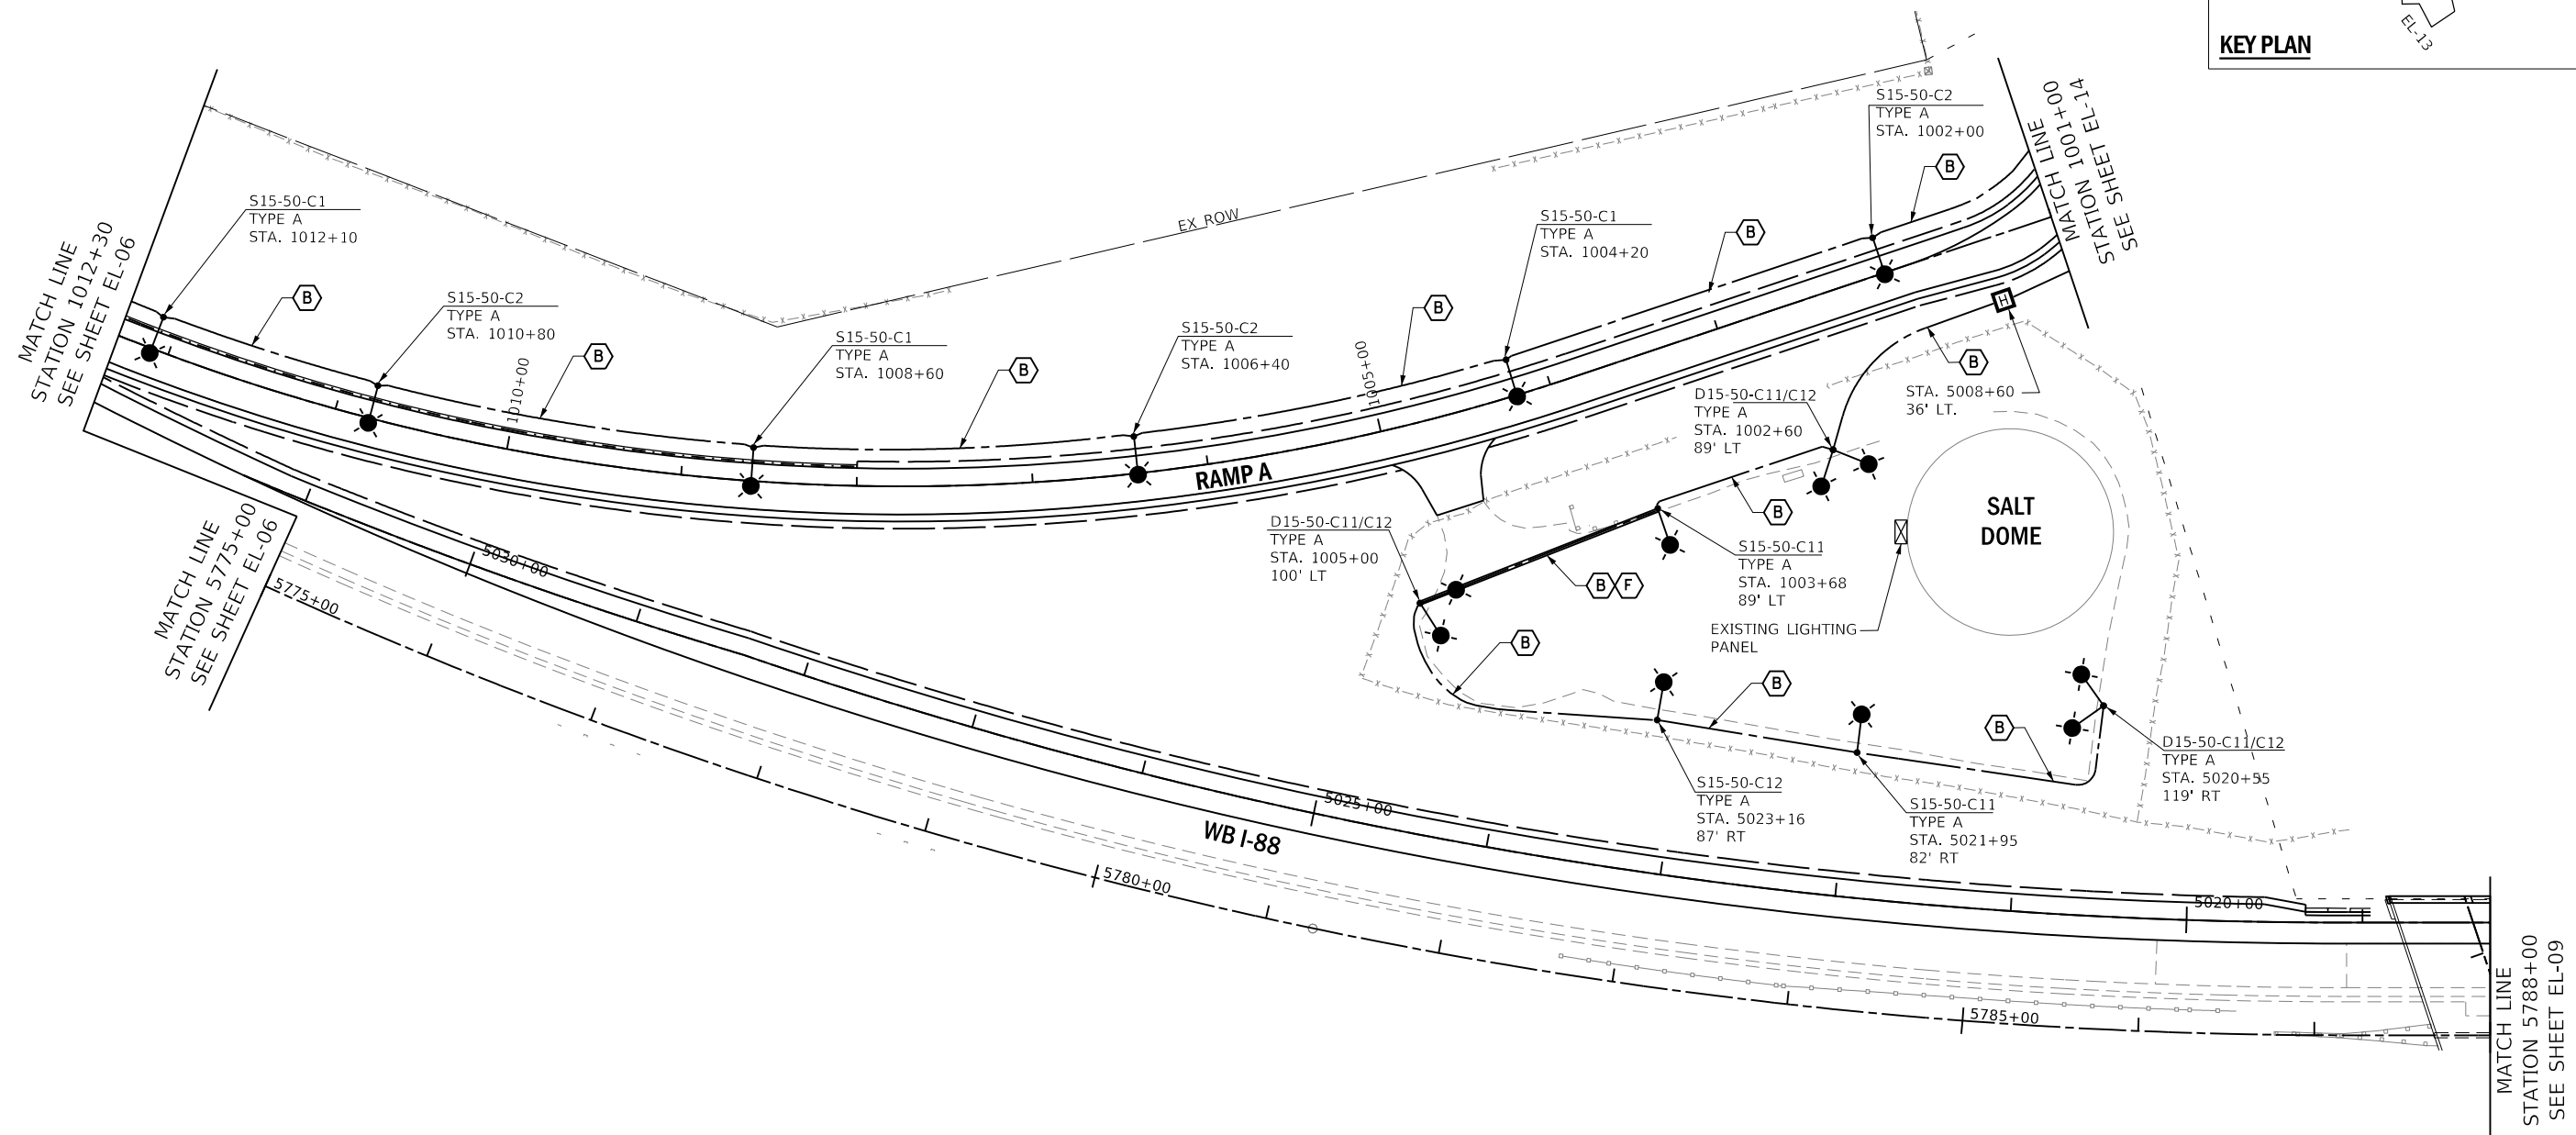 EL-13
KEY PLAN
S15-50-C2
TYPE A
STA. 1002+00
B
MATCH LINE
STATION 1001+00
SEE SHEET EL-14
EX ROW
S15-50-C1
TYPE A
STA. 1012+10
B
MATCH LINE
STATION 1012+30
SEE SHEET EL-06
S15-50-C2
TYPE A
STA. 1010+80
B
1010+00
S15-50-C1
TYPE A
STA. 1008+60
B
S15-50-C2
TYPE A
STA. 1006+40
B
1005+00
S15-50-C1
TYPE A
STA. 1004+20
B
H
B
STA. 5008+60
36' LT.
D15-50-C11/C12
TYPE A
STA. 1002+60
89' LT
RAMP A
B
SALT
DOME
D15-50-C11/C12
TYPE A
STA. 1005+00
100' LT
S15-50-C11
TYPE A
STA. 1003+68
89' LT
B F
EXISTING LIGHTING
PANEL
B
B
B
MATCH LINE
STATION 5775+00
SEE SHEET EL-06
5030+00
5775+00
D15-50-C11/C12
TYPE A
STA. 5020+55
119' RT
S15-50-C12
TYPE A
STA. 5023+16
87' RT
S15-50-C11
TYPE A
STA. 5021+95
82' RT
5025+00
WB I-88
5780+00
5020+00
5785+00
MATCH LINE
STATION 5788+00
SEE SHEET EL-09